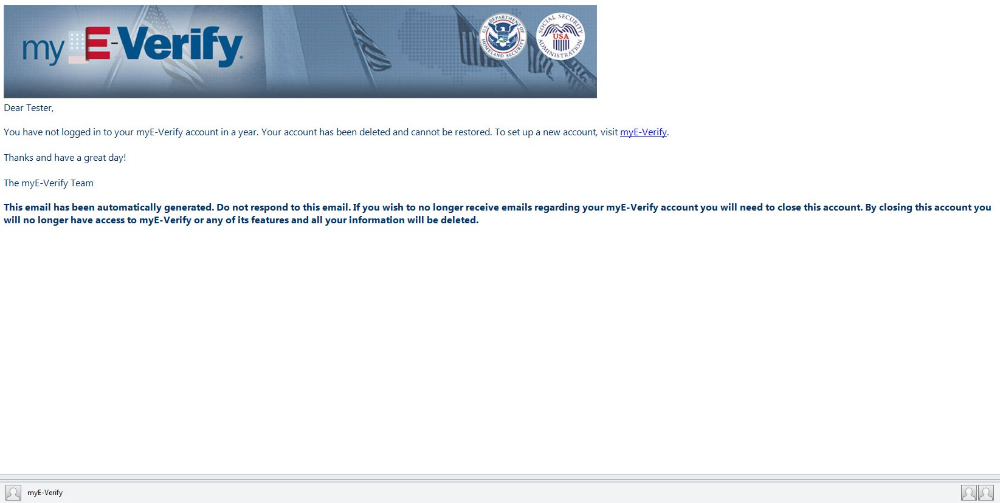 my E-Verify®
U.S. DEPARTMENT OF HOMELAND SECURITY
SOCIAL SECURITY ADMINISTRATION
USA
Dear Tester,
You have not logged in to your myE-Verify account in a year. Your account has been deleted and cannot be restored. To set up a new account, visit myE-Verify.
Thanks and have a great day!
The myE-Verify Team
This email has been automatically generated. Do not respond to this email. If you wish to no longer receive emails regarding your myE-Verify account you will need to close this account. By closing this account you
will no longer have access to myE-Verify or any of its features and all your information will be deleted.
myE-Verify